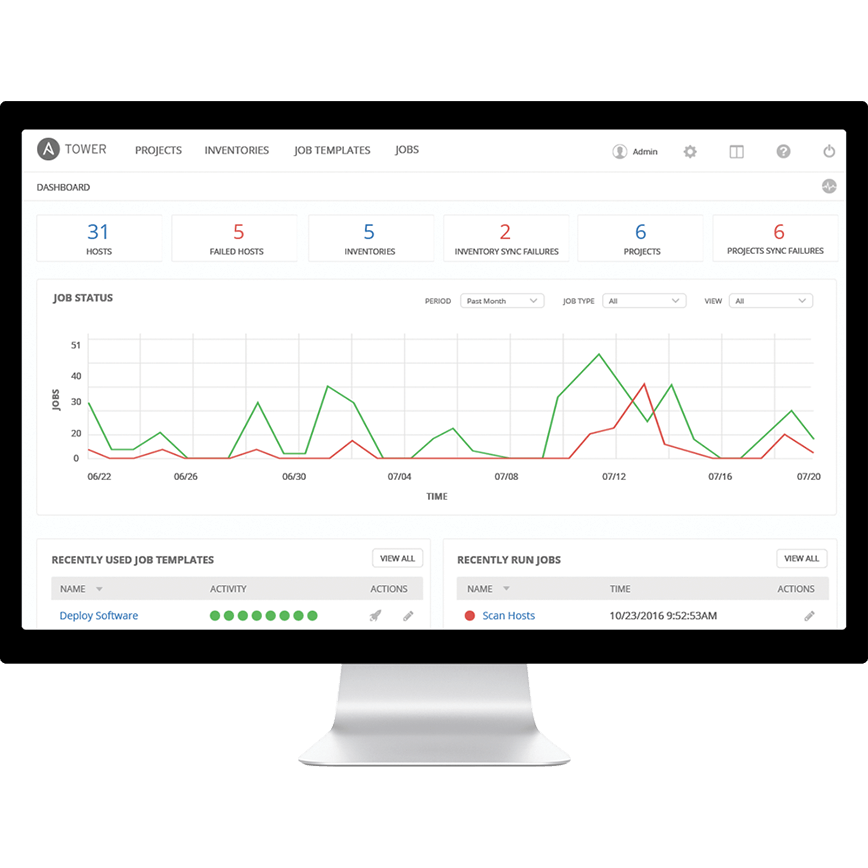 A TOWER PROJECTS INVENTORIES JOB TEMPLATES JOBS Admin ?
DASHBOARD
31 5 5 2 6 6
HOSTS FAILED HOSTS INVENTORIES INVENTORY SYNC FAILURES PROJECTS PROJECTS SYNC FAILURES
JOB STATUS PERIOD Past Month JOB TYPE All VIEW All
51
40
30
20
0
JOBS
06/22 06/26 06/30 07/04 07/08 07/12 07/16 07/20
TIME
RECENTLY USED JOB TEMPLATES VIEW ALL
NAME ACTIVITY ACTIONS
Deploy Software
RECENTLY RUN JOBS VIEW ALL
NAME TIME ACTIONS
Scan Hosts 10/23/2016 9:52:53AM